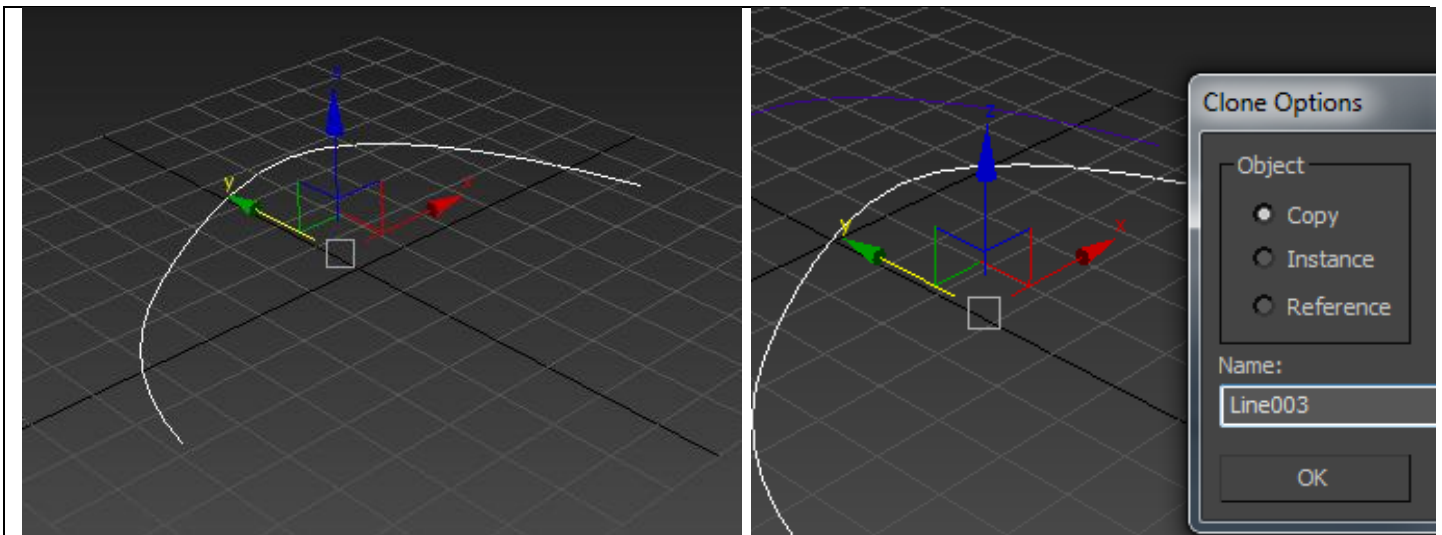 z
y
x
z
y
x
Clone Options
Object
Copy
Instance
Reference
Name:
Line003
OK